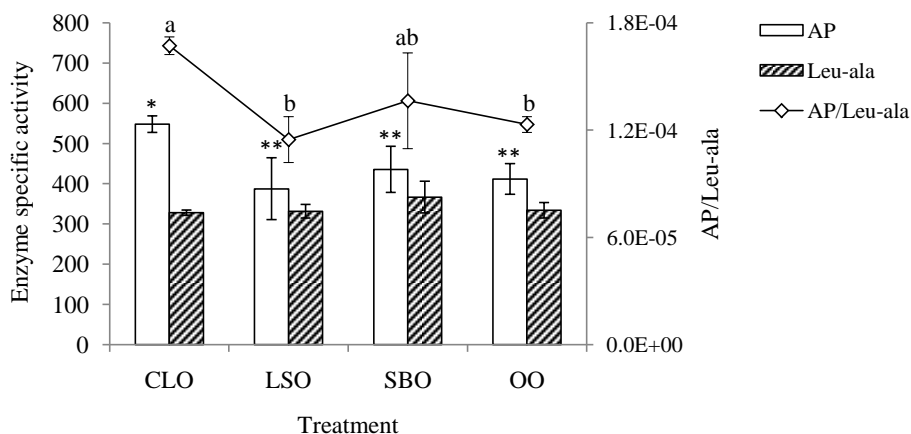 800
700
600
500
400
300
200
100
0
Enzyme specific activity
a
b
ab
b
*
**
**
**
1.8E-04
1.2E-04
6.0E-05
0.0E+00
AP/Leu-ala
AP
Leu-ala
AP/Leu-ala
CLO LSO SBO OO
Treatment